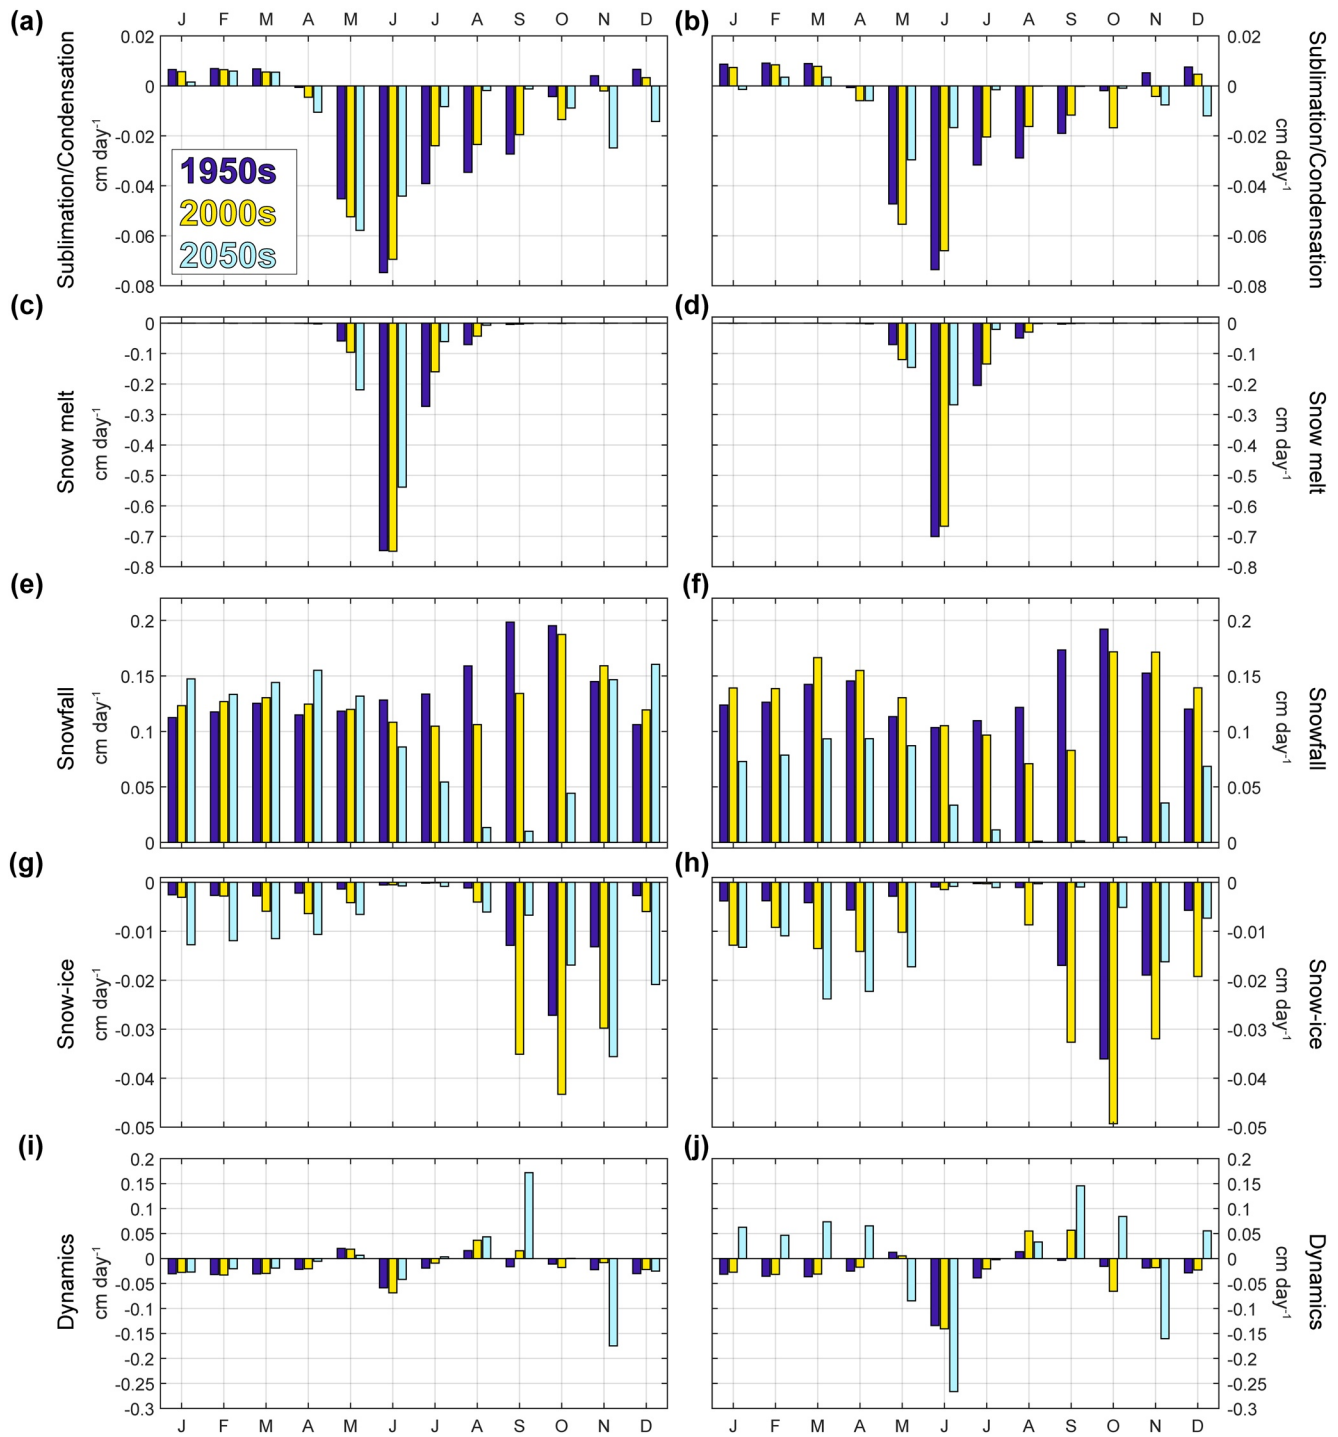 (a) J F M A M J J A S O N D (b) J F M A M J J A S O N D
Sublimation/Condensation
cm day-1
0.02
0
-0.02
-0.04
-0.06
-0.08
1950s
2000s
2050s
0.02
0
-0.02
-0.04
-0.06
-0.08
cm day-1
Sublimation/Condensation
(c)
Snow melt
cm day-1
0
-0.1
-0.2
-0.3
-0.4
-0.5
-0.6
-0.7
-0.8
(d)
0
-0.1
-0.2
-0.3
-0.4
-0.5
-0.6
-0.7
-0.8
cm day-1
Snow melt
(e)
Snowfall
cm day-1
0.2
0.15
0.1
0.05
0
(f)
0.2
0.15
0.1
0.05
0
cm day-1
Snowfall
(g)
Snow-ice
cm day-1
0
-0.01
-0.02
-0.03
-0.04
-0.05
(h)
0
-0.01
-0.02
-0.03
-0.04
-0.05
cm day-1
Snow-ice
(i)
Dynamics
cm day-1
0.2
0.15
0.1
0.05
0
-0.05
-0.1
-0.15
-0.2
-0.25
-0.3
(j)
0.2
0.15
0.1
0.05
0
-0.05
-0.1
-0.15
-0.2
-0.25
-0.3
cm day-1
Dynamics
J F M A M J J A S O N D J F M A M J J A S O N D